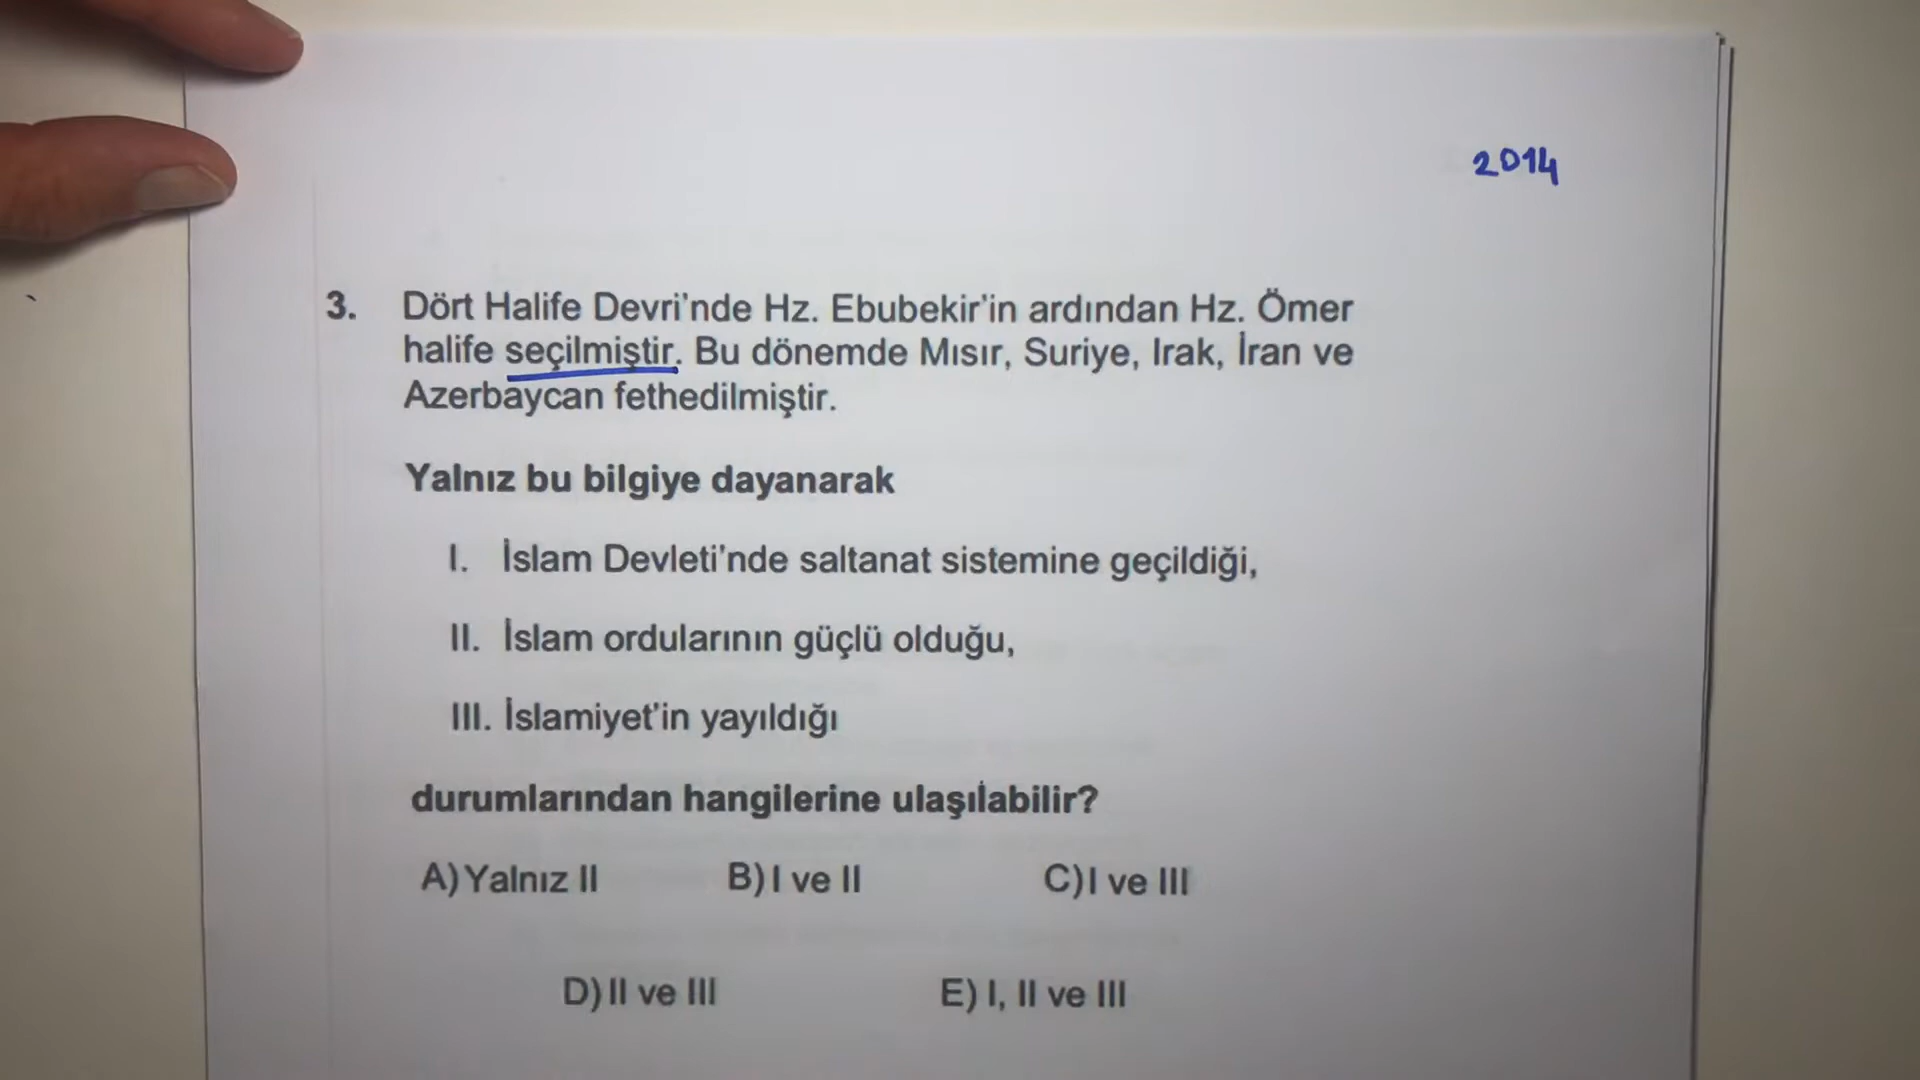 2014
3. Dört Halife Devri'nde Hz. Ebubekir'in ardından Hz. Ömer
halife seçilmiştir. Bu dönemde Mısır, Suriye, Irak, İran ve
Azerbaycan fethedilmiştir.
Yalnız bu bilgiye dayanarak
I. İslam Devleti'nde saltanat sistemine geçildiği,
II. İslam ordularının güçlü olduğu,
III. İslamiyet'in yayıldığı
durumlarından hangilerine ulaşılabilir?
A) Yalnız II B) I ve II C) I ve III
D) II ve III E) I, II ve III